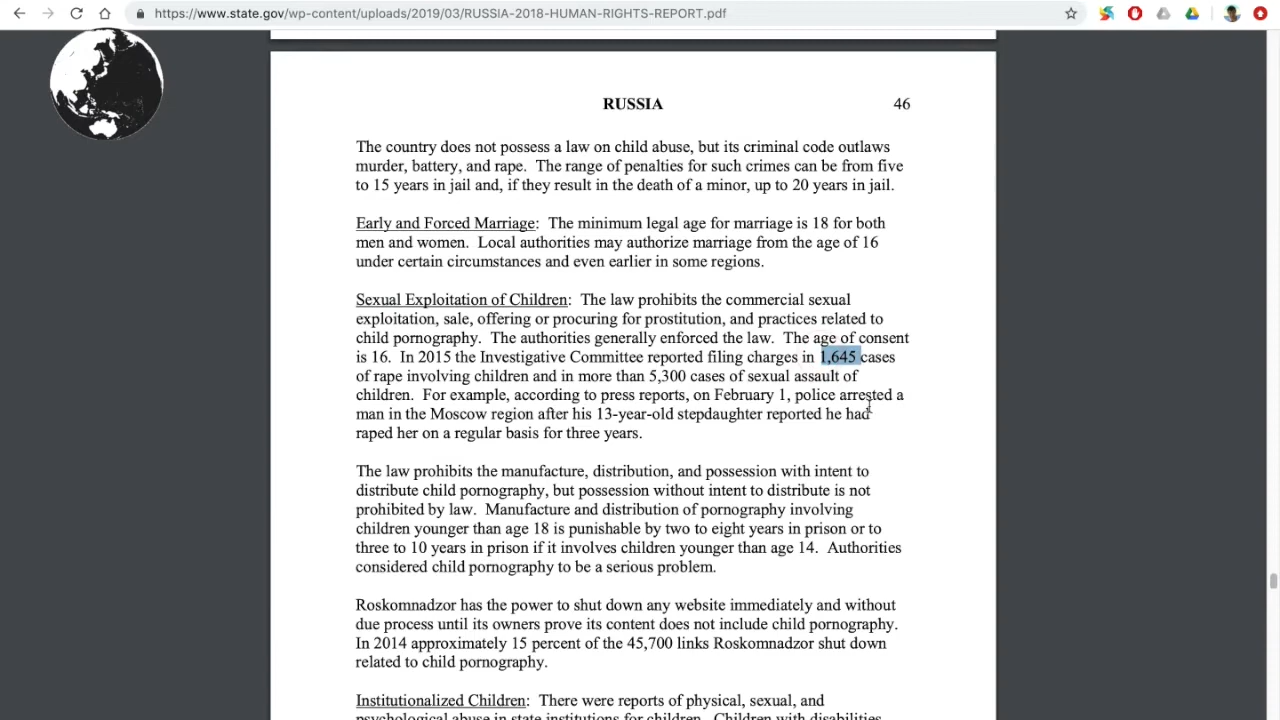 https://www.state.gov/wp-content/uploads/2019/03/RUSSIA-2018-HUMAN-RIGHTS-REPORT.pdf
RUSSIA 46
The country does not possess a law on child abuse, but its criminal code outlaws
murder, battery, and rape. The range of penalties for such crimes can be from five
to 15 years in jail and, if they result in the death of a minor, up to 20 years in jail.
Early and Forced Marriage: The minimum legal age for marriage is 18 for both
men and women. Local authorities may authorize marriage from the age of 16
under certain circumstances and even earlier in some regions.
Sexual Exploitation of Children: The law prohibits the commercial sexual
exploitation, sale, offering or procuring for prostitution, and practices related to
child pornography. The authorities generally enforced the law. The age of consent
is 16. In 2015 the Investigative Committee reported filing charges in 1,645 cases
of rape involving children and in more than 5,300 cases of sexual assault of
children. For example, according to press reports, on February 1, police arrested a
man in the Moscow region after his 13-year-old stepdaughter reported he had
raped her on a regular basis for three years.
The law prohibits the manufacture, distribution, and possession with intent to
distribute child pornography, but possession without intent to distribute is not
prohibited by law. Manufacture and distribution of pornography involving
children younger than age 18 is punishable by two to eight years in prison or to
three to 10 years in prison if it involves children younger than age 14. Authorities
considered child pornography to be a serious problem.
Roskomnadzor has the power to shut down any website immediately and without
due process until its owners prove its content does not include child pornography.
In 2014 approximately 15 percent of the 45,700 links Roskomnadzor shut down
related to child pornography.
Institutionalized Children: There were reports of physical, sexual, and
psychological abuse in state institutions for children. Children with disabilities